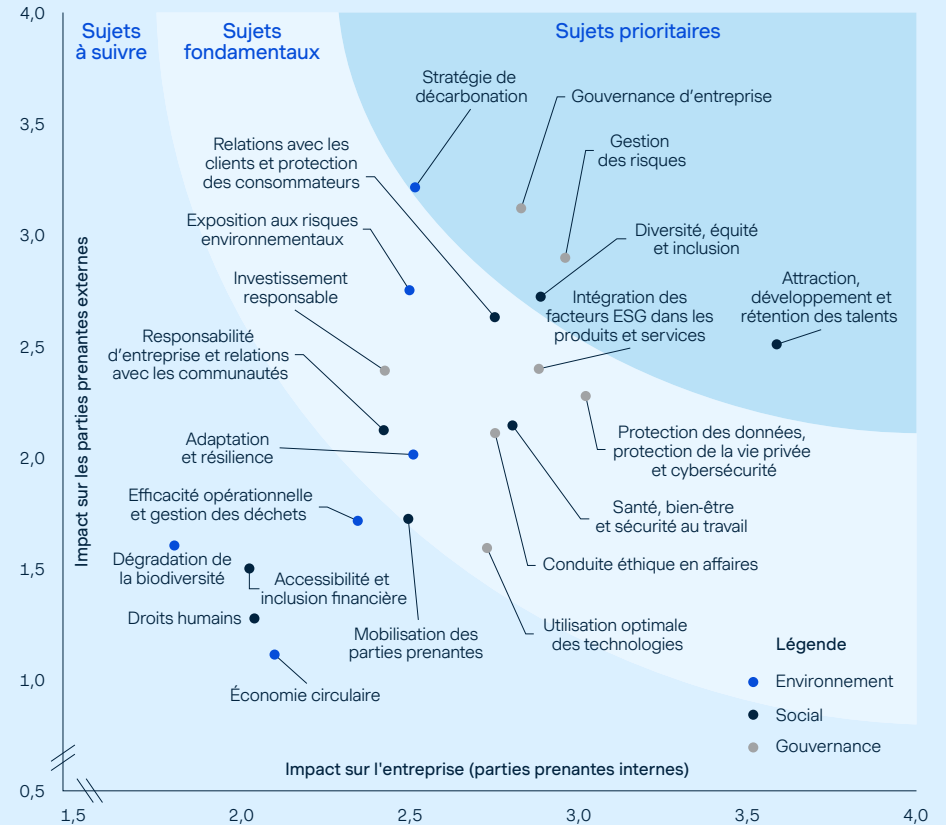 4,0
Sujets
à suivre
Sujets
fondamentaux
Sujets prioritaires
Stratégie de
décarbonation
Gouvernance d’entreprise
3,5
Gestion
des risques
Relations avec les
clients et protection
des consommateurs
3,0
Exposition aux risques
environnementaux
Diversité, équité
et inclusion
Investissement
responsable
Intégration des
facteurs ESG dans les
produits et services
Attraction,
développement et
rétention des talents
2,5
Responsabilité
d’entreprise et relations
avec les communautés
Impact sur les parties prenantes externes
2,0
Adaptation
et résilience
Protection des données,
protection de la vie privée
et cybersécurité
Efficacité opérationnelle
et gestion des déchets
Santé, bien-être
et sécurité au travail
1,5
Dégradation de
la biodiversité
Accessibilité et
inclusion financière
Conduite éthique en affaires
Droits humains
Mobilisation des
parties prenantes
Utilisation optimale
des technologies
1,0
Économie circulaire
Légende
Environnement
Social
Gouvernance
Impact sur l'entreprise (parties prenantes internes)
0,5
1,5
2,0
2,5
3,0
3,5
4,0